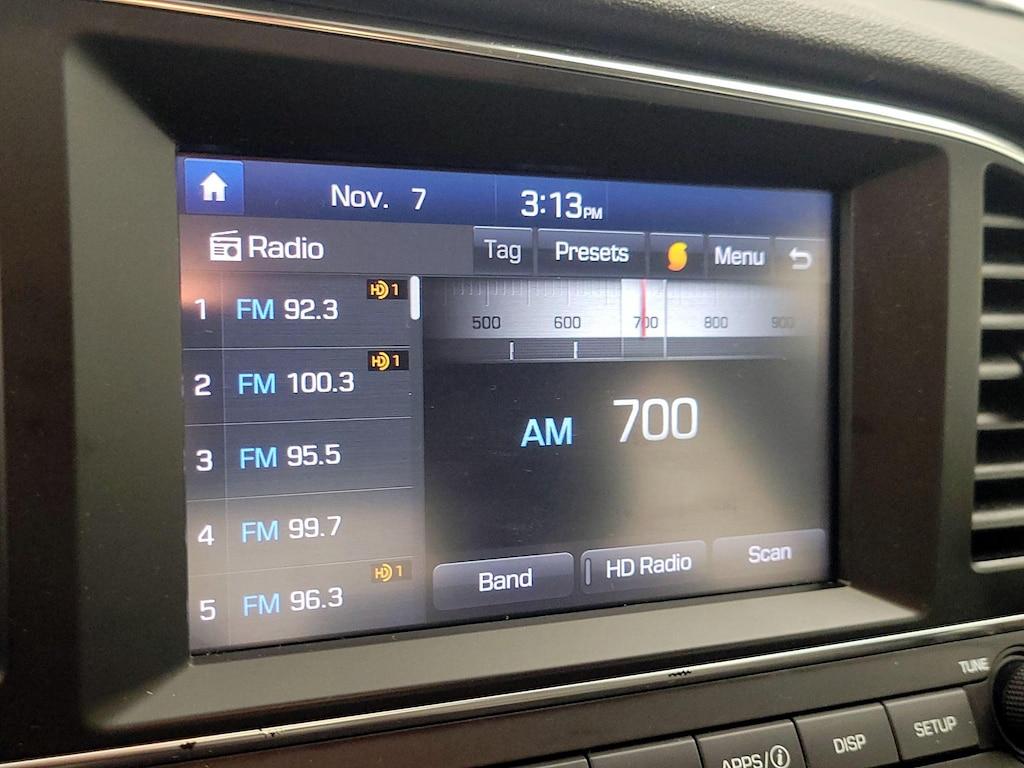 Nov. 7 3:13PM
Radio Tag Presets Menu
1 FM 92.3 HD 1
2 FM 100.3 HD 1
3 FM 95.5
4 FM 99.7
5 FM 96.3 HD 1
500 600 700 800 900
AM 700
Band HD Radio Scan
TUNE
APPS/i DISP SETUP